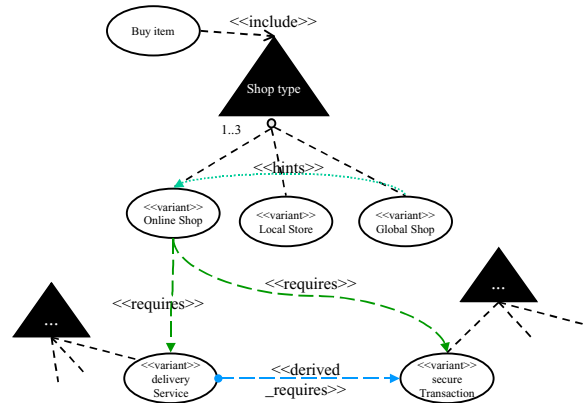 <<include>>
Buy item
Shop type
1..3
<<hints>>
<<variant>>
Online Shop
<<variant>>
Local Store
<<variant>>
Global Shop
<<requires>>
<<requires>>
...
...
<<variant>>
delivery
Service
<<derived
_requires>>
<<variant>>
secure
Transaction